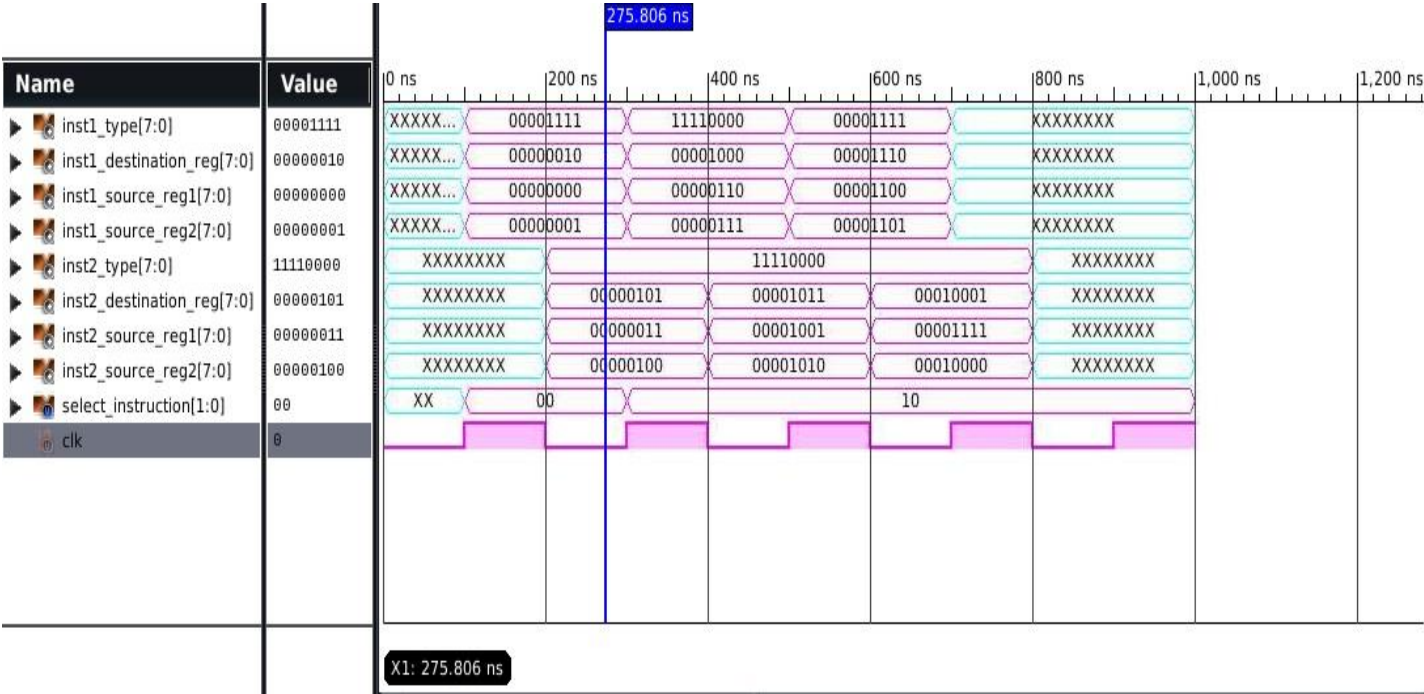 275.806 ns
Name Value 0 ns 200 ns 400 ns 600 ns 800 ns 1,000 ns 1,200 ns
inst1_type[7:0] 00001111 XXXXX... 00001111 11110000 00001111 XXXXXXXX
inst1_destination_reg[7:0] 00000010 XXXXX... 00000010 00001000 00001110 XXXXXXXX
inst1_source_reg1[7:0] 00000000 XXXXX... 00000000 00000110 00001100 XXXXXXXX
inst1_source_reg2[7:0] 00000001 XXXXX... 00000001 00000111 00001101 XXXXXXXX
inst2_type[7:0] 11110000 XXXXXXXX 11110000 XXXXXXXX
inst2_destination_reg[7:0] 00000101 XXXXXXXX 00000101 00001011 00010001 XXXXXXXX
inst2_source_reg1[7:0] 00000011 XXXXXXXX 00000011 00001001 00001111 XXXXXXXX
inst2_source_reg2[7:0] 00000100 XXXXXXXX 00000100 00001010 00010000 XXXXXXXX
select_instruction[1:0] 00 XX 00 10
clk 0
X1: 275.806 ns